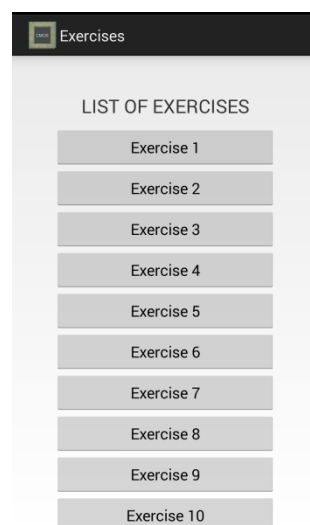 CMOS
Exercises
LIST OF EXERCISES
Exercise 1
Exercise 2
Exercise 3
Exercise 4
Exercise 5
Exercise 6
Exercise 7
Exercise 8
Exercise 9
Exercise 10